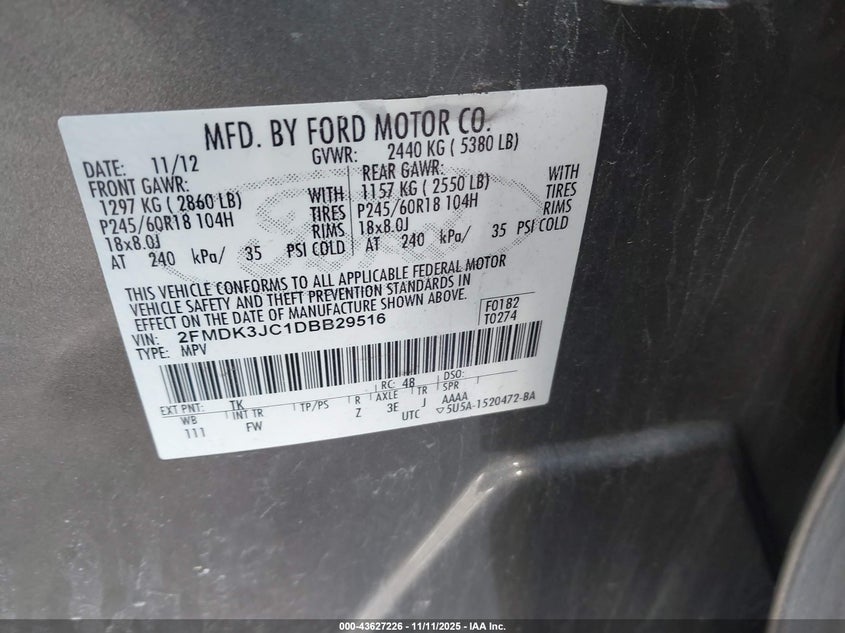 MFD. BY FORD MOTOR CO.
DATE: 11/12 GVWR: 2440 KG ( 5380 LB)
FRONT GAWR: REAR GAWR:
1297 KG ( 2860 LB) WITH 1157 KG ( 2550 LB) WITH
P245/60R18 104H TIRES P245/60R18 104H TIRES
18x8.0J RIMS 18x8.0J RIMS
AT 240 kPa/ 35 PSI COLD AT 240 kPa/ 35 PSI COLD
THIS VEHICLE CONFORMS TO ALL APPLICABLE FEDERAL MOTOR
VEHICLE SAFETY AND THEFT PREVENTION STANDARDS IN
EFFECT ON THE DATE OF MANUFACTURE SHOWN ABOVE.
VIN: 2FMDK3JC1DBB29516 F0182
TYPE: MPV T0274
EXT PNT: TK RC: 48 DSO:
WB INT TR TP/PS R AXLE TR SPR
111 FW Z 3E J AAAA
UTC ▽5U5A-1520472-BA
000-43627226 - 11/11/2025 - IAA Inc.